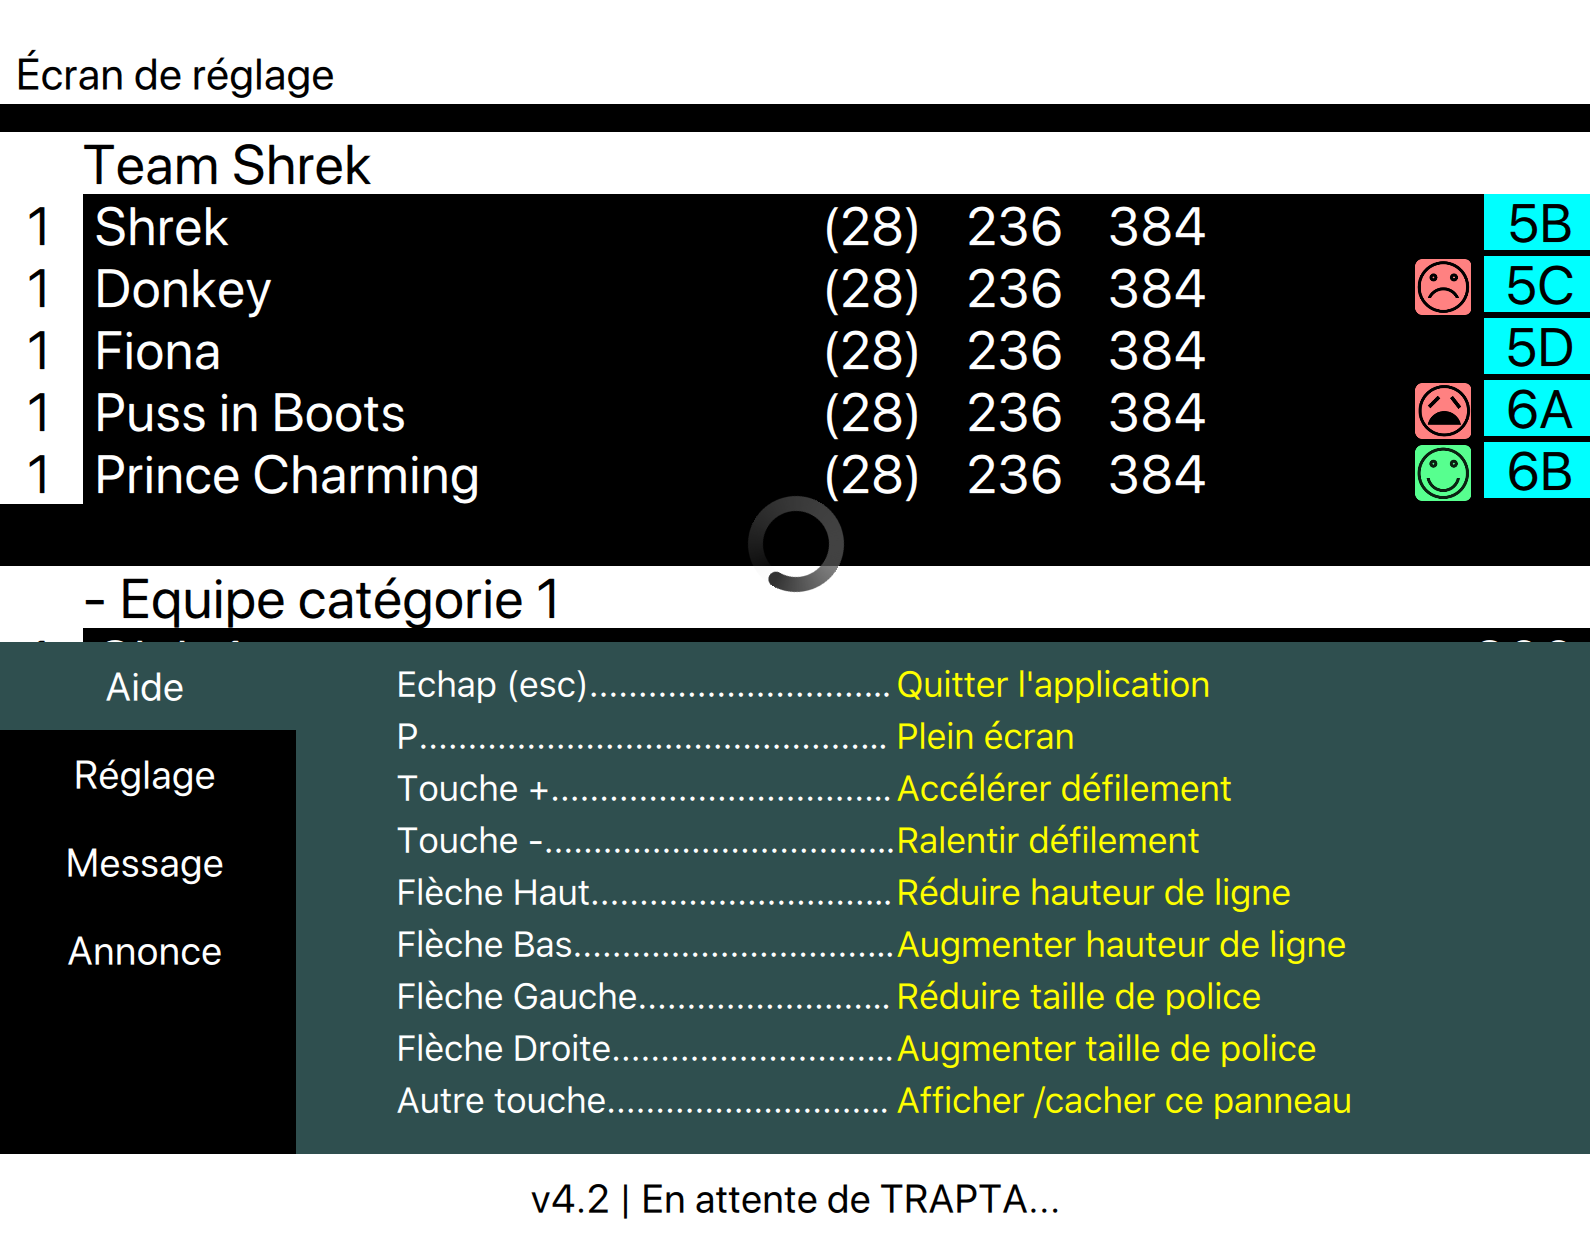 Écran de réglage
Team Shrek
1 Shrek (28) 236 384 5B
1 Donkey (28) 236 384 5C
1 Fiona (28) 236 384 5D
1 Puss in Boots (28) 236 384 6A
1 Prince Charming (28) 236 384 6B
- Equipe catégorie 1
Aide
Réglage
Message
Annonce
Echap (esc)............................... Quitter l'application
P................................................ Plein écran
Touche +................................... Accélérer défilement
Touche -.................................... Ralentir défilement
Flèche Haut............................... Réduire hauteur de ligne
Flèche Bas................................. Augmenter hauteur de ligne
Flèche Gauche.......................... Réduire taille de police
Flèche Droite............................. Augmenter taille de police
Autre touche............................. Afficher /cacher ce panneau
v4.2 | En attente de TRAPTA...